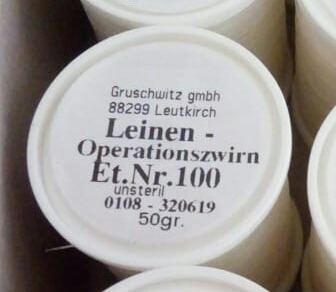 Gruschwitz gmbh
88299 Leutkirch
Leinen -
Operationszwirn
Et.Nr.100
unsteril
0108 - 320619
50gr.